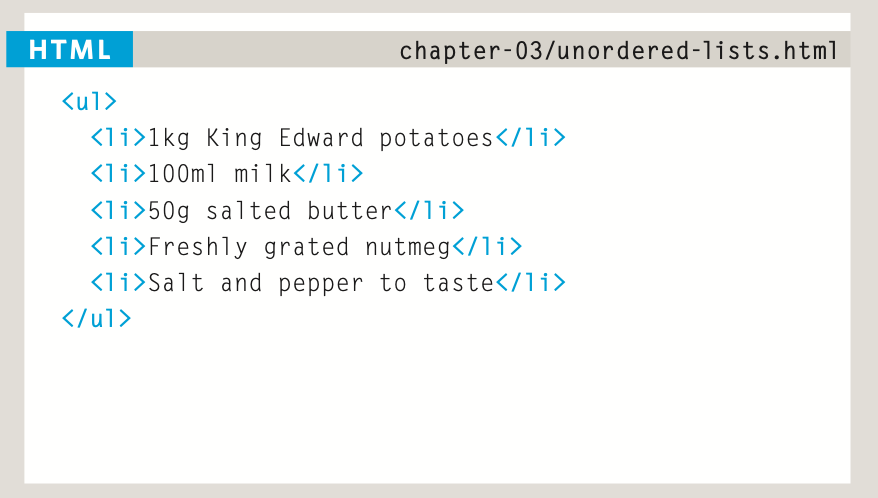 HTML chapter-03/unordered-lists.html
<ul>
<li>1kg King Edward potatoes</li>
<li>100ml milk</li>
<li>50g salted butter</li>
<li>Freshly grated nutmeg</li>
<li>Salt and pepper to taste</li>
</ul>